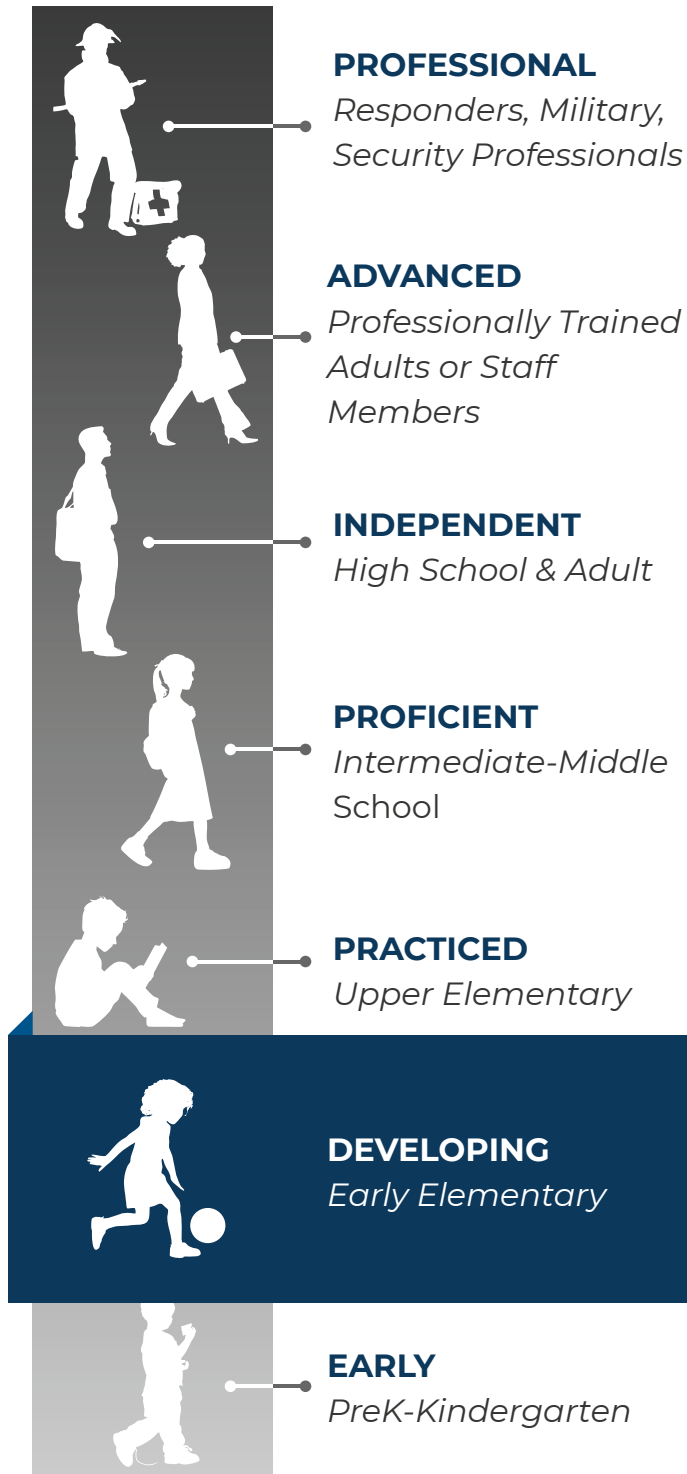 PROFESSIONAL
Responders, Military,
Security Professionals
ADVANCED
Professionally Trained
Adults or Staff
Members
INDEPENDENT
High School & Adult
PROFICIENT
Intermediate-Middle
School
PRACTICED
Upper Elementary
DEVELOPING
Early Elementary
EARLY
PreK-Kindergarten